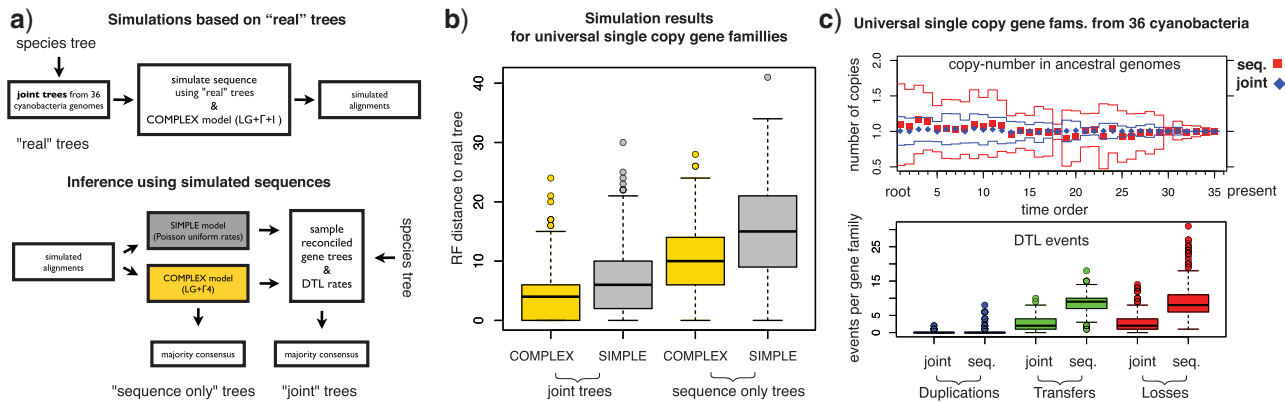 a)
Simulations based on “real” trees
species tree
joint trees from 36
cyanobacteria genomes
simulate sequence
using "real" trees
&
COMPLEX model (LG+Γ+I )
simulated
alignments
"real" trees
Inference using simulated sequences
simulated
alignments
SIMPLE model
(Poisson uniform rates)
COMPLEX model
(LG+Γ4)
sample
reconciled
gene trees
&
DTL rates
species tree
majority consensus
majority consensus
"sequence only" trees
"joint" trees
b)
Simulation results
for universal single copy gene famillies
RF distance to real tree
40
30
20
10
0
COMPLEX
SIMPLE
COMPLEX
SIMPLE
joint trees
sequence only trees
c)
Universal single copy gene fams. from 36 cyanobacteria
copy-number in ancestral genomes
seq.
joint
number of copies
2.0
1.5
1.0
0.5
root
5
10
15
20
25
30
35
present
time order
DTL events
events per gene family
25
15
5
0
joint
seq.
joint
seq.
joint
seq.
Duplications
Transfers
Losses